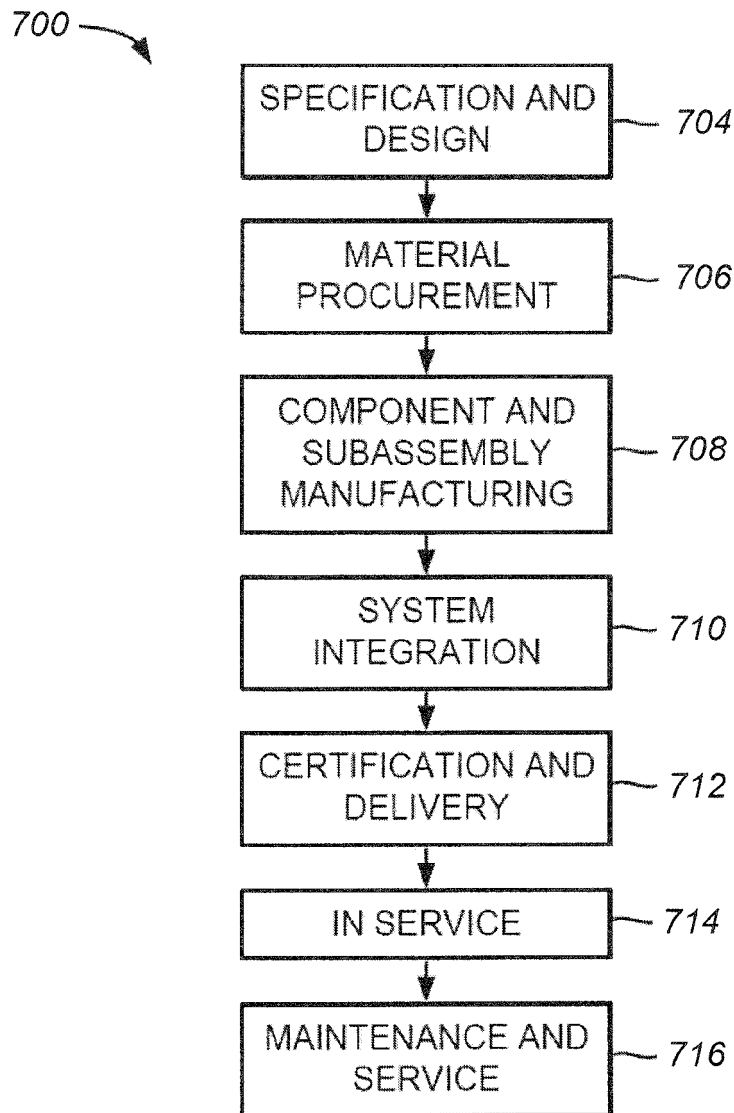 700
SPECIFICATION AND
DESIGN
704
MATERIAL
PROCUREMENT
706
COMPONENT AND
SUBASSEMBLY
MANUFACTURING
708
SYSTEM
INTEGRATION
710
CERTIFICATION AND
DELIVERY
712
IN SERVICE
714
MAINTENANCE AND
SERVICE
716